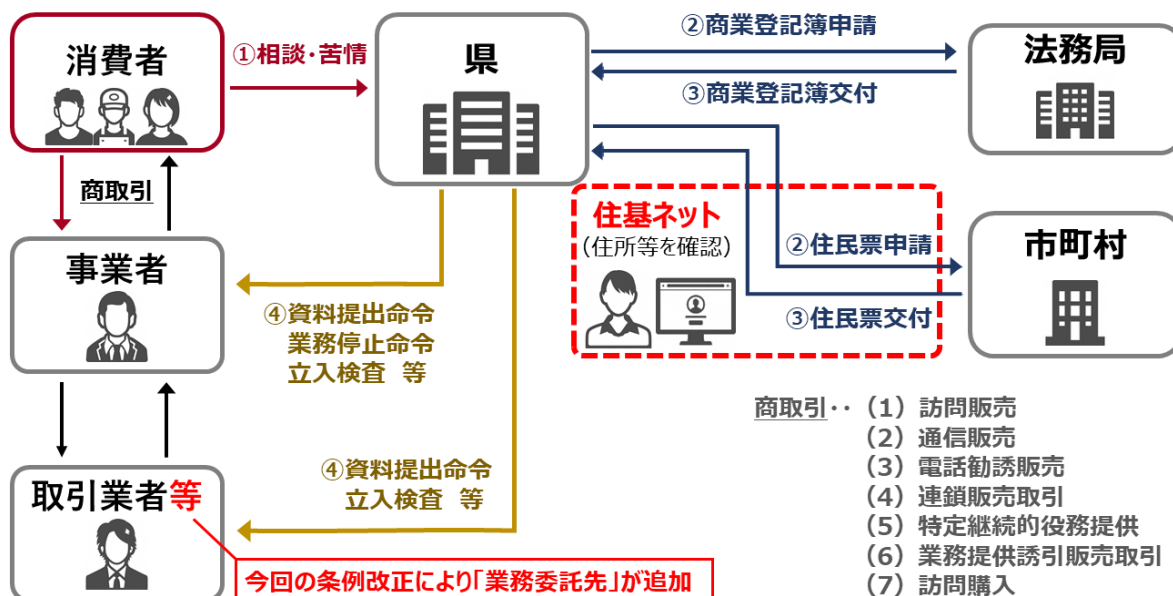 消費者
①相談・苦情
県
②商業登記簿申請
③商業登記簿交付
法務局
商取引
住基ネット
(住所等を確認)
②住民票申請
③住民票交付
市町村
事業者
④資料提出命令
業務停止命令
立入検査 等
④資料提出命令
立入検査 等
取引業者等
今回の条例改正により「業務委託先」が追加
商取引‥(1)訪問販売
(2)通信販売
(3)電話勧誘販売
(4)連鎖販売取引
(5)特定継続的役務提供
(6)業務提供誘引販売取引
(7)訪問購入